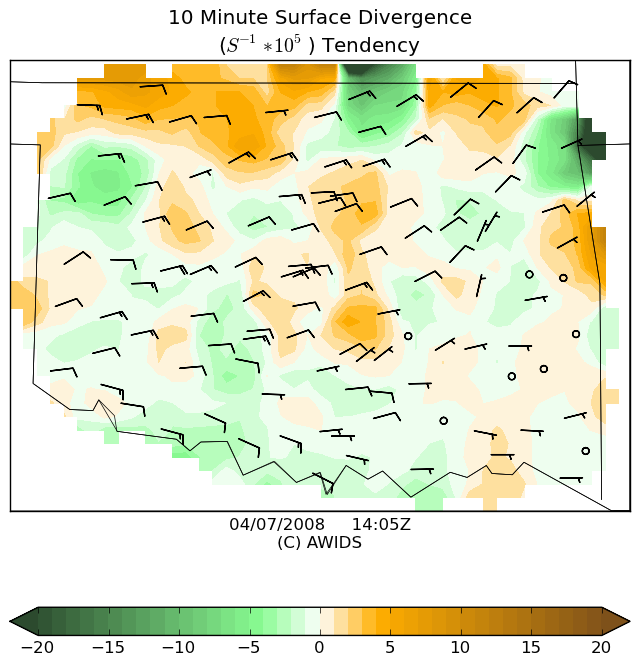 10 Minute Surface Divergence
(S⁻¹ *10⁵ ) Tendency
04/07/2008 14:05Z
(C) AWIDS
−20 −15 −10 −5 0 5 10 15 20